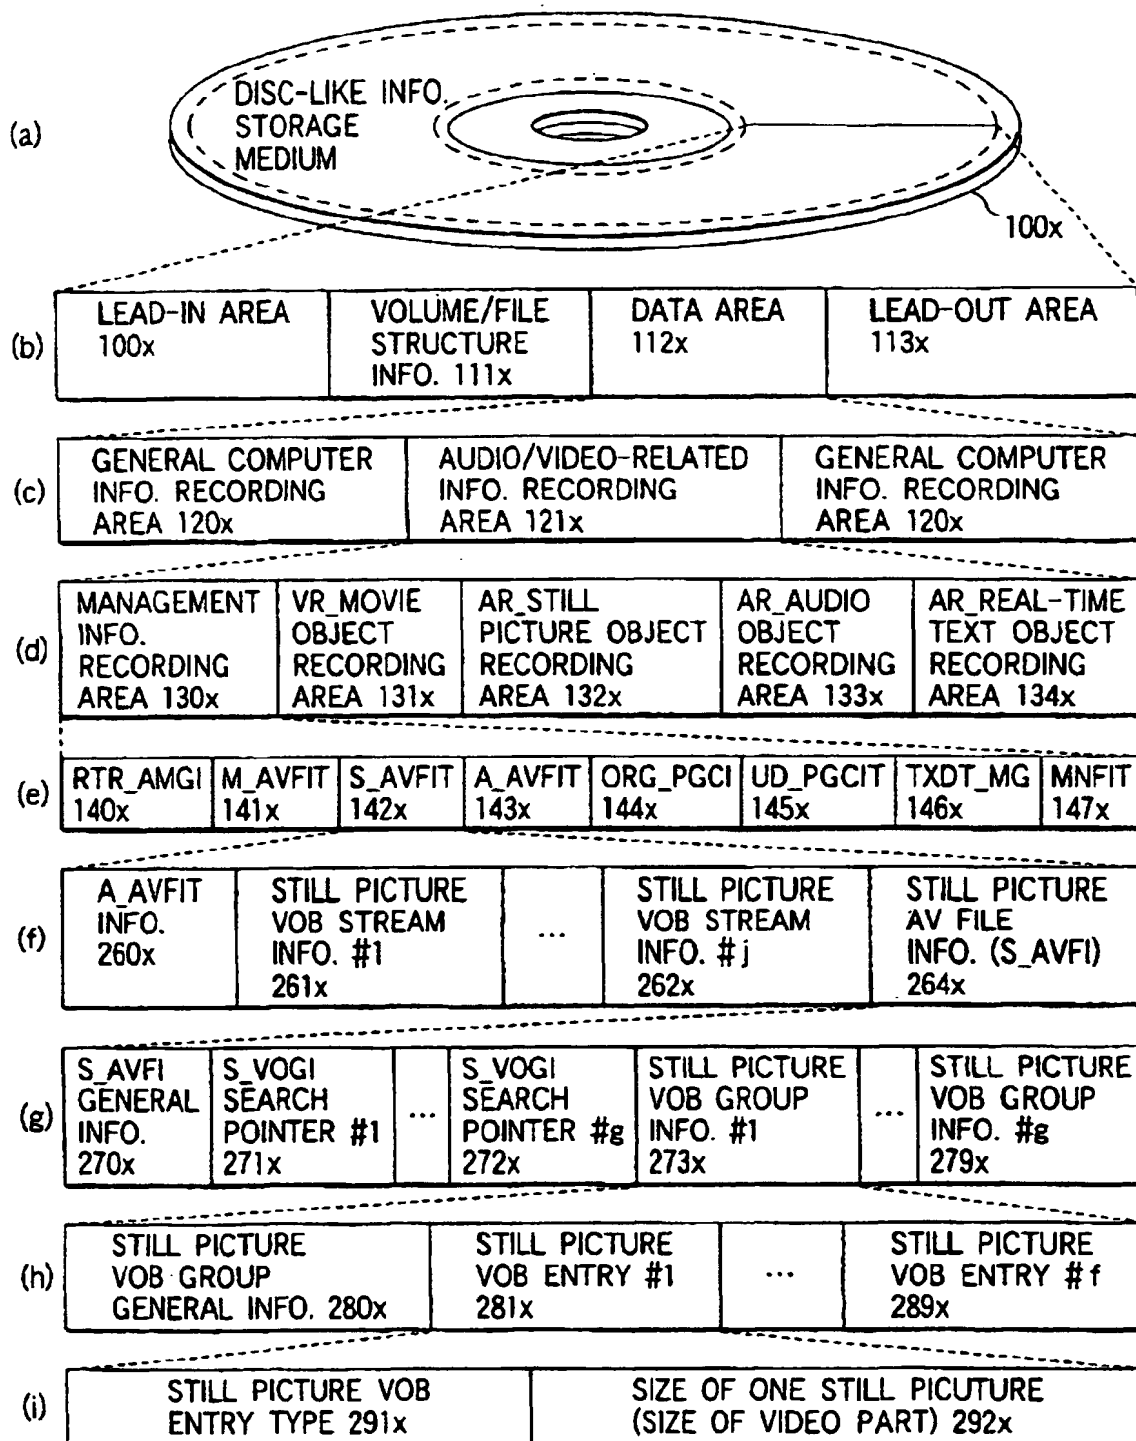 (a)
DISC-LIKE INFO.
STORAGE
MEDIUM
100x
(b)
LEAD-IN AREA
100x
VOLUME/FILE
STRUCTURE
INFO. 111x
DATA AREA
112x
LEAD-OUT AREA
113x
(c)
GENERAL COMPUTER
INFO. RECORDING
AREA 120x
AUDIO/VIDEO-RELATED
INFO. RECORDING
AREA 121x
GENERAL COMPUTER
INFO. RECORDING
AREA 120x
(d)
MANAGEMENT
INFO.
RECORDING
AREA 130x
VR_MOVIE
OBJECT
RECORDING
AREA 131x
AR_STILL
PICTURE OBJECT
RECORDING
AREA 132x
AR_AUDIO
OBJECT
RECORDING
AREA 133x
AR_REAL-TIME
TEXT OBJECT
RECORDING
AREA 134x
(e)
RTR_AMGI
140x
M_AVFIT
141x
S_AVFIT
142x
A_AVFIT
143x
ORG_PGCI
144x
UD_PGCIT
145x
TXDT_MG
146x
MNFIT
147x
(f)
A_AVFIT
INFO.
260x
STILL PICTURE
VOB STREAM
INFO. #1
261x
...
STILL PICTURE
VOB STREAM
INFO. #j
262x
STILL PICTURE
AV FILE
INFO. (S_AVFI)
264x
(g)
S_AVFI
GENERAL
INFO.
270x
S_VOGI
SEARCH
POINTER #1
271x
...
S_VOGI
SEARCH
POINTER #g
272x
STILL PICTURE
VOB GROUP
INFO. #1
273x
...
STILL PICTURE
VOB GROUP
INFO. #g
279x
(h)
STILL PICTURE
VOB GROUP
GENERAL INFO. 280x
STILL PICTURE
VOB ENTRY #1
281x
...
STILL PICTURE
VOB ENTRY #f
289x
(i)
STILL PICTURE VOB
ENTRY TYPE 291x
SIZE OF ONE STILL PICUTURE
(SIZE OF VIDEO PART) 292x